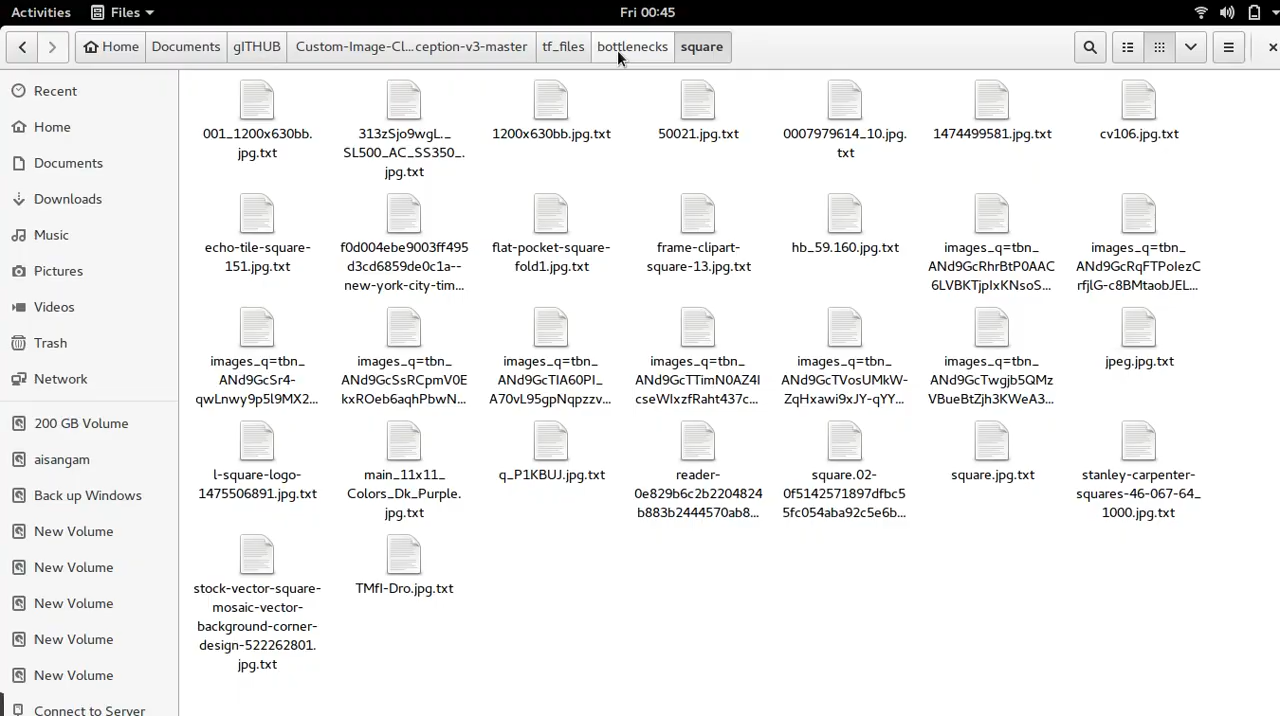 Activities
Files
Fri 00:45
Home
Documents
gITHUB
Custom-Image-Cl…ception-v3-master
tf_files
bottlenecks
square
Recent
Home
Documents
Downloads
Music
Pictures
Videos
Trash
Network
200 GB Volume
aisangam
Back up Windows
New Volume
New Volume
New Volume
New Volume
New Volume
Connect to Server
001_1200x630bb.
jpg.txt
313zSjo9wgL._
SL500_AC_SS350_.
jpg.txt
1200x630bb.jpg.txt
50021.jpg.txt
0007979614_10.jpg.
txt
1474499581.jpg.txt
cv106.jpg.txt
echo-tile-square-
151.jpg.txt
f0d004ebe9003ff495
d3cd6859de0c1a--
new-york-city-tim…
flat-pocket-square-
fold1.jpg.txt
frame-clipart-
square-13.jpg.txt
hb_59.160.jpg.txt
images_q=tbn_
ANd9GcRhrBtP0AAC
6LVBKTjpIxKNsoS…
images_q=tbn_
ANd9GcRqFTPolezC
rfjlG-c8BMtaobJEL…
images_q=tbn_
ANd9GcSr4-
qwLnwy9p5l9MX2…
images_q=tbn_
ANd9GcSsRCpmV0E
kxROeb6aqhPbwN…
images_q=tbn_
ANd9GcTIA60PI_
A70vL95gpNqpzzv…
images_q=tbn_
ANd9GcTTimN0AZ4I
cseWlxzfRaht437c…
images_q=tbn_
ANd9GcTVosUMkW-
ZqHxawi9xJY-qYY…
images_q=tbn_
ANd9GcTwgjb5QMz
VBueBtZjh3KWeA3…
jpeg.jpg.txt
l-square-logo-
1475506891.jpg.txt
main_11x11_
Colors_Dk_Purple.
jpg.txt
q_P1KBUJ.jpg.txt
reader-
0e829b6c2b2204824
b883b2444570ab8…
square.02-
0f5142571897dfbc5
5fc054aba92c5e6b…
square.jpg.txt
stanley-carpenter-
squares-46-067-64_
1000.jpg.txt
stock-vector-square-
mosaic-vector-
background-corner-
design-522262801.
jpg.txt
TMfI-Dro.jpg.txt